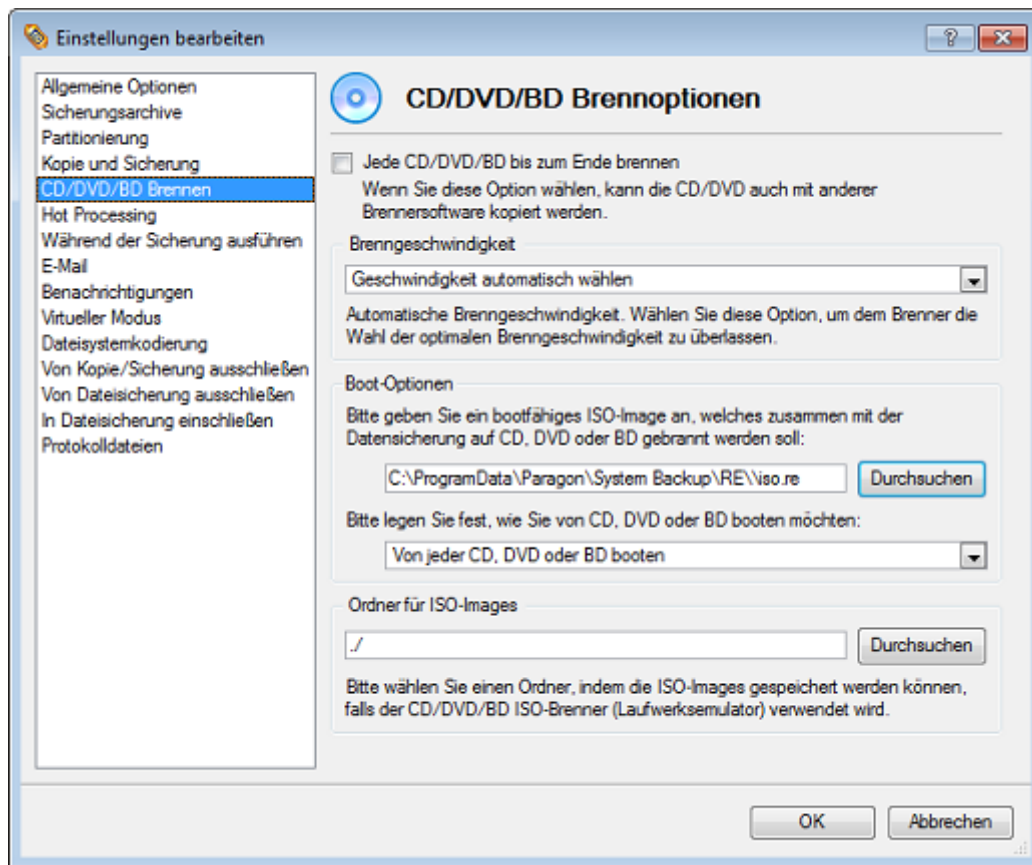 Einstellungen bearbeiten
Allgemeine Optionen
Sicherungsarchive
Partitionierung
Kopie und Sicherung
CD/DVD/BD Brennen
Hot Processing
Während der Sicherung ausführen
E-Mail
Benachrichtigungen
Virtueller Modus
Dateisystemkodierung
Von Kopie/Sicherung ausschließen
Von Dateisicherung ausschließen
In Dateisicherung einschließen
Protokolldateien
CD/DVD/BD Brennoptionen
Jede CD/DVD/BD bis zum Ende brennen
Wenn Sie diese Option wählen, kann die CD/DVD auch mit anderer
Brennersoftware kopiert werden.
Brenngeschwindigkeit
Geschwindigkeit automatisch wählen
Automatische Brenngeschwindigkeit. Wählen Sie diese Option, um dem Brenner die
Wahl der optimalen Brenngeschwindigkeit zu überlassen.
Boot-Optionen
Bitte geben Sie ein bootfähiges ISO-Image an, welches zusammen mit der
Datensicherung auf CD, DVD oder BD gebrannt werden soll:
C:\ProgramData\Paragon\System Backup\RE\\iso.re
Durchsuchen
Bitte legen Sie fest, wie Sie von CD, DVD oder BD booten möchten:
Von jeder CD, DVD oder BD booten
Ordner für ISO-Images
./
Durchsuchen
Bitte wählen Sie einen Ordner, indem die ISO-Images gespeichert werden können,
falls der CD/DVD/BD ISO-Brenner (Laufwerksemulator) verwendet wird.
OK
Abbrechen